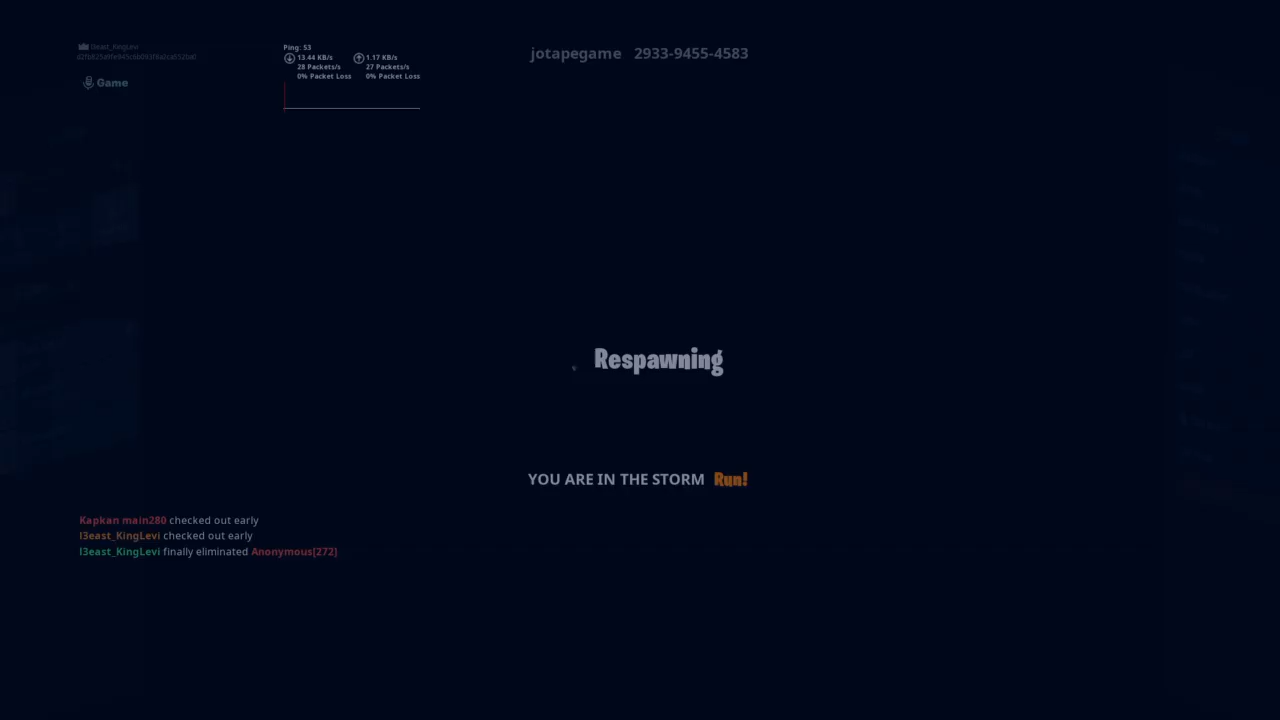 l3east_KingLevi
Game
Ping: 53
13.44 KB/s 1.17 KB/s
28 Packets/s 27 Packets/s
0% Packet Loss 0% Packet Loss
jotapegame 2933-9455-4583
Respawning
YOU ARE IN THE STORM Run!
Kapkan main280 checked out early
l3east_KingLevi checked out early
l3east_KingLevi finally eliminated Anonymous[272]